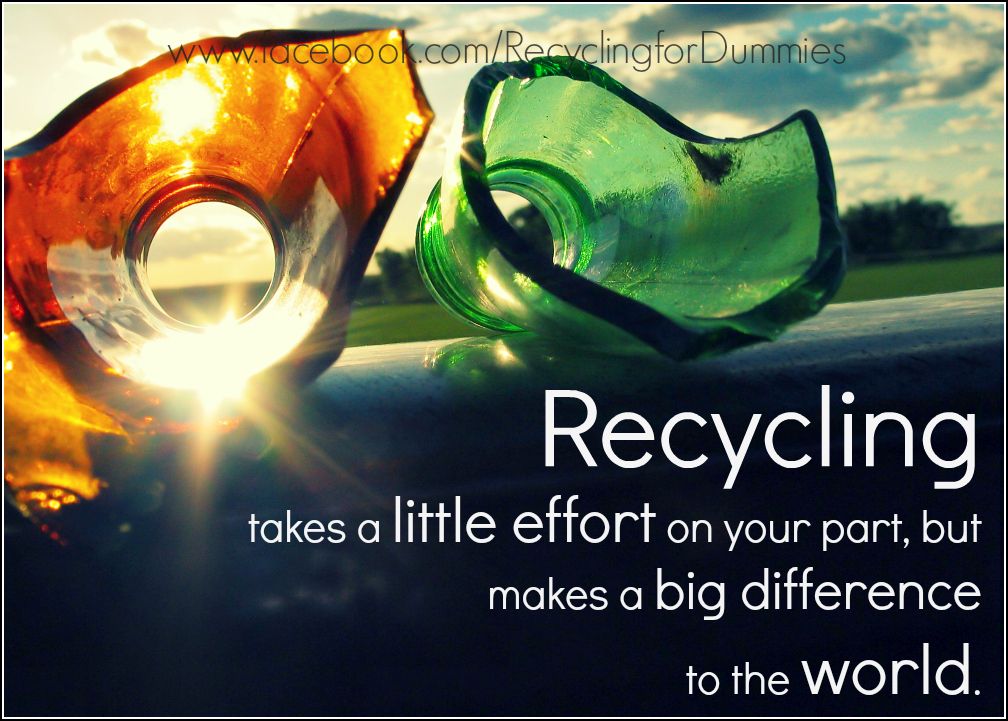 www.facebook.com/RecyclingforDummies
Recycling
takes a little effort on your part, but
makes a big difference
to the world.